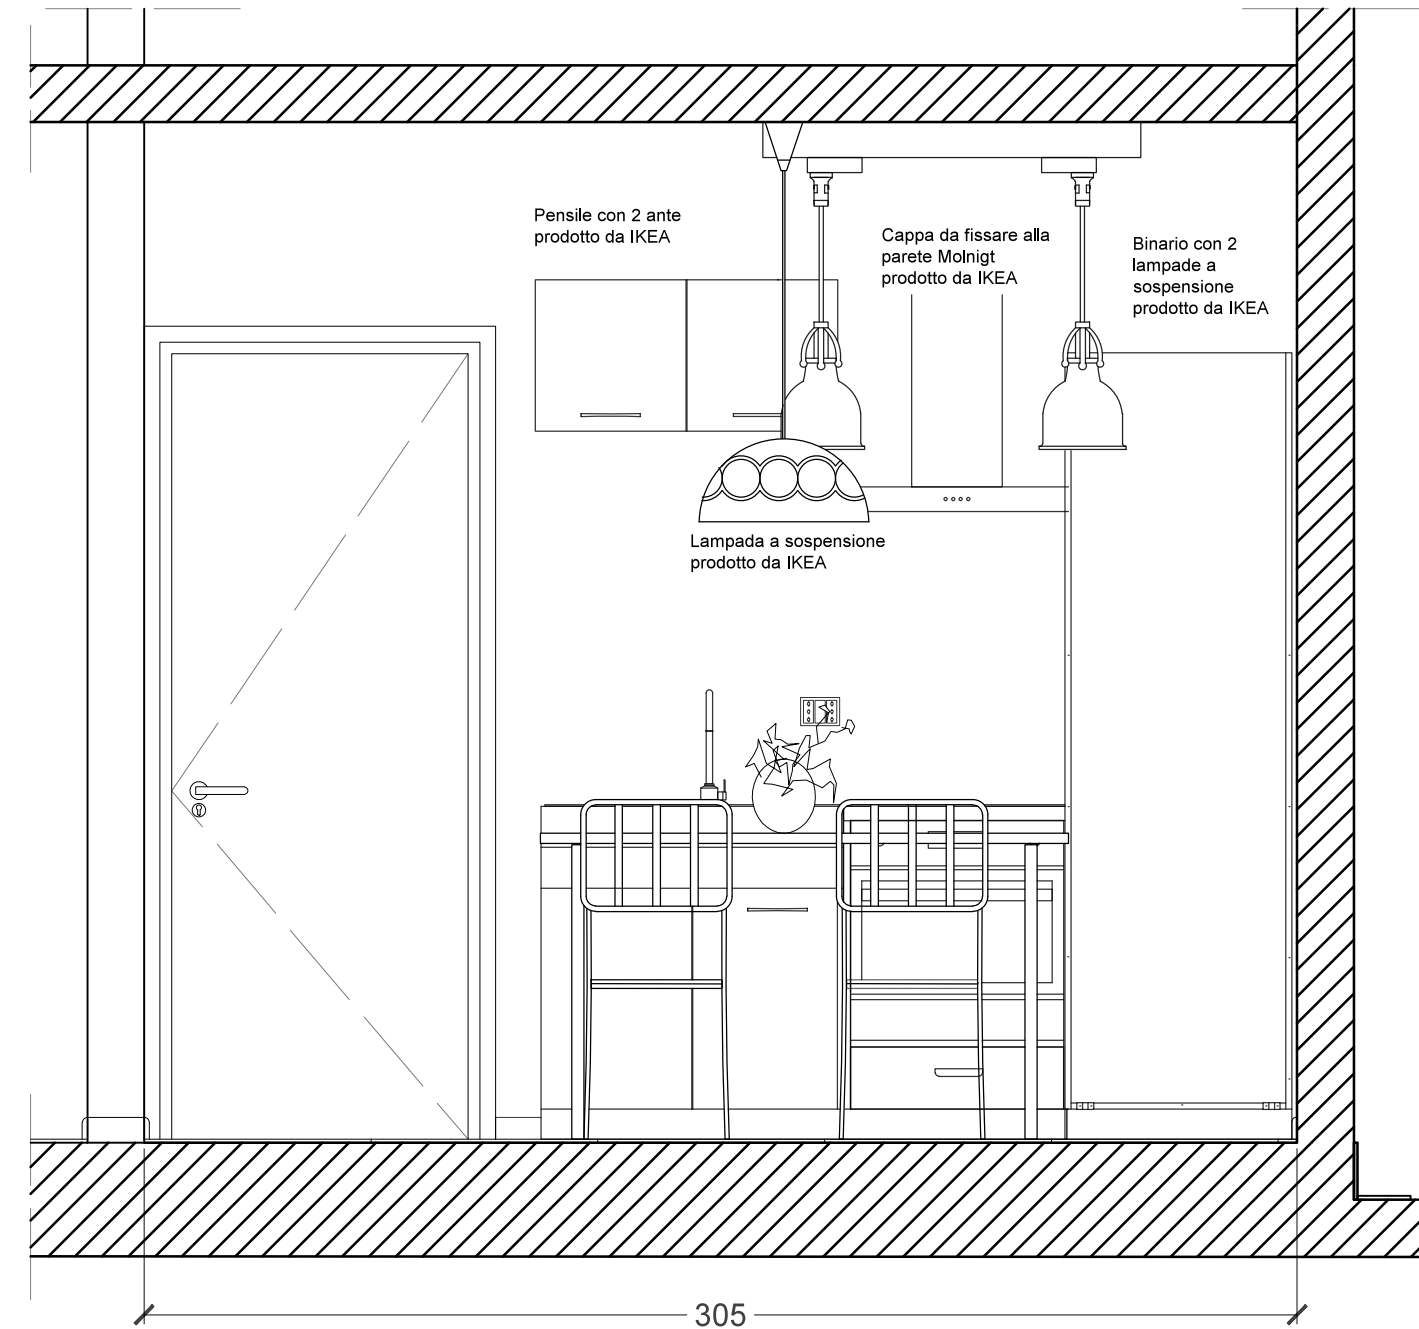 Pensile con 2 ante
prodotto da IKEA
Cappa da fissare alla
parete Molnigt
prodotto da IKEA
Binario con 2
lampade a
sospensione
prodotto da IKEA
Lampada a sospensione
prodotto da IKEA
305